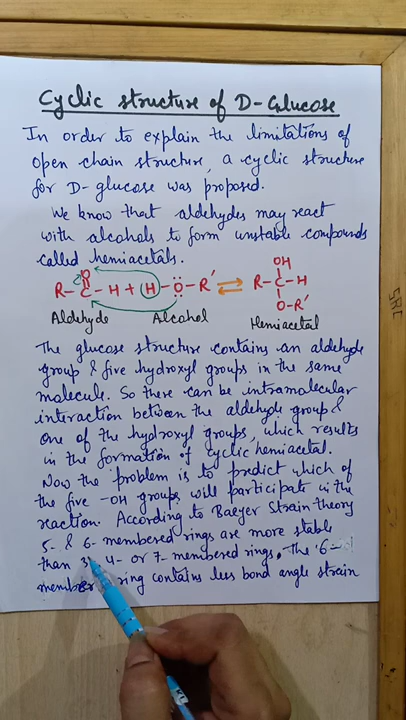 Cyclic structure of D-Glucose
In order to explain the limitations of
open chain structure, a cyclic structure
for D-glucose was proposed.
We know that aldehydes may react
with alcohols to form unstable compounds
called hemiacetals.
OH
O
R-C-H + H-O-R' ⇌ R-C-H
O-R'
Aldehyde Alcohol Hemiacetal
The glucose structure contains an aldehyde
group & five hydroxyl groups in the same
molecule. So there can be intramolecular
interaction between the aldehyde group &
one of the hydroxyl groups, which results
in the formation of cyclic hemiacetal.
Now the problem is to predict which of
the five -OH groups will participate in the
reaction. According to Baeyer Strain theory
5- & 6- membered rings are more stable
than 3- 4- or 7- membered rings. The 6-
member ring contains less bond angle strain